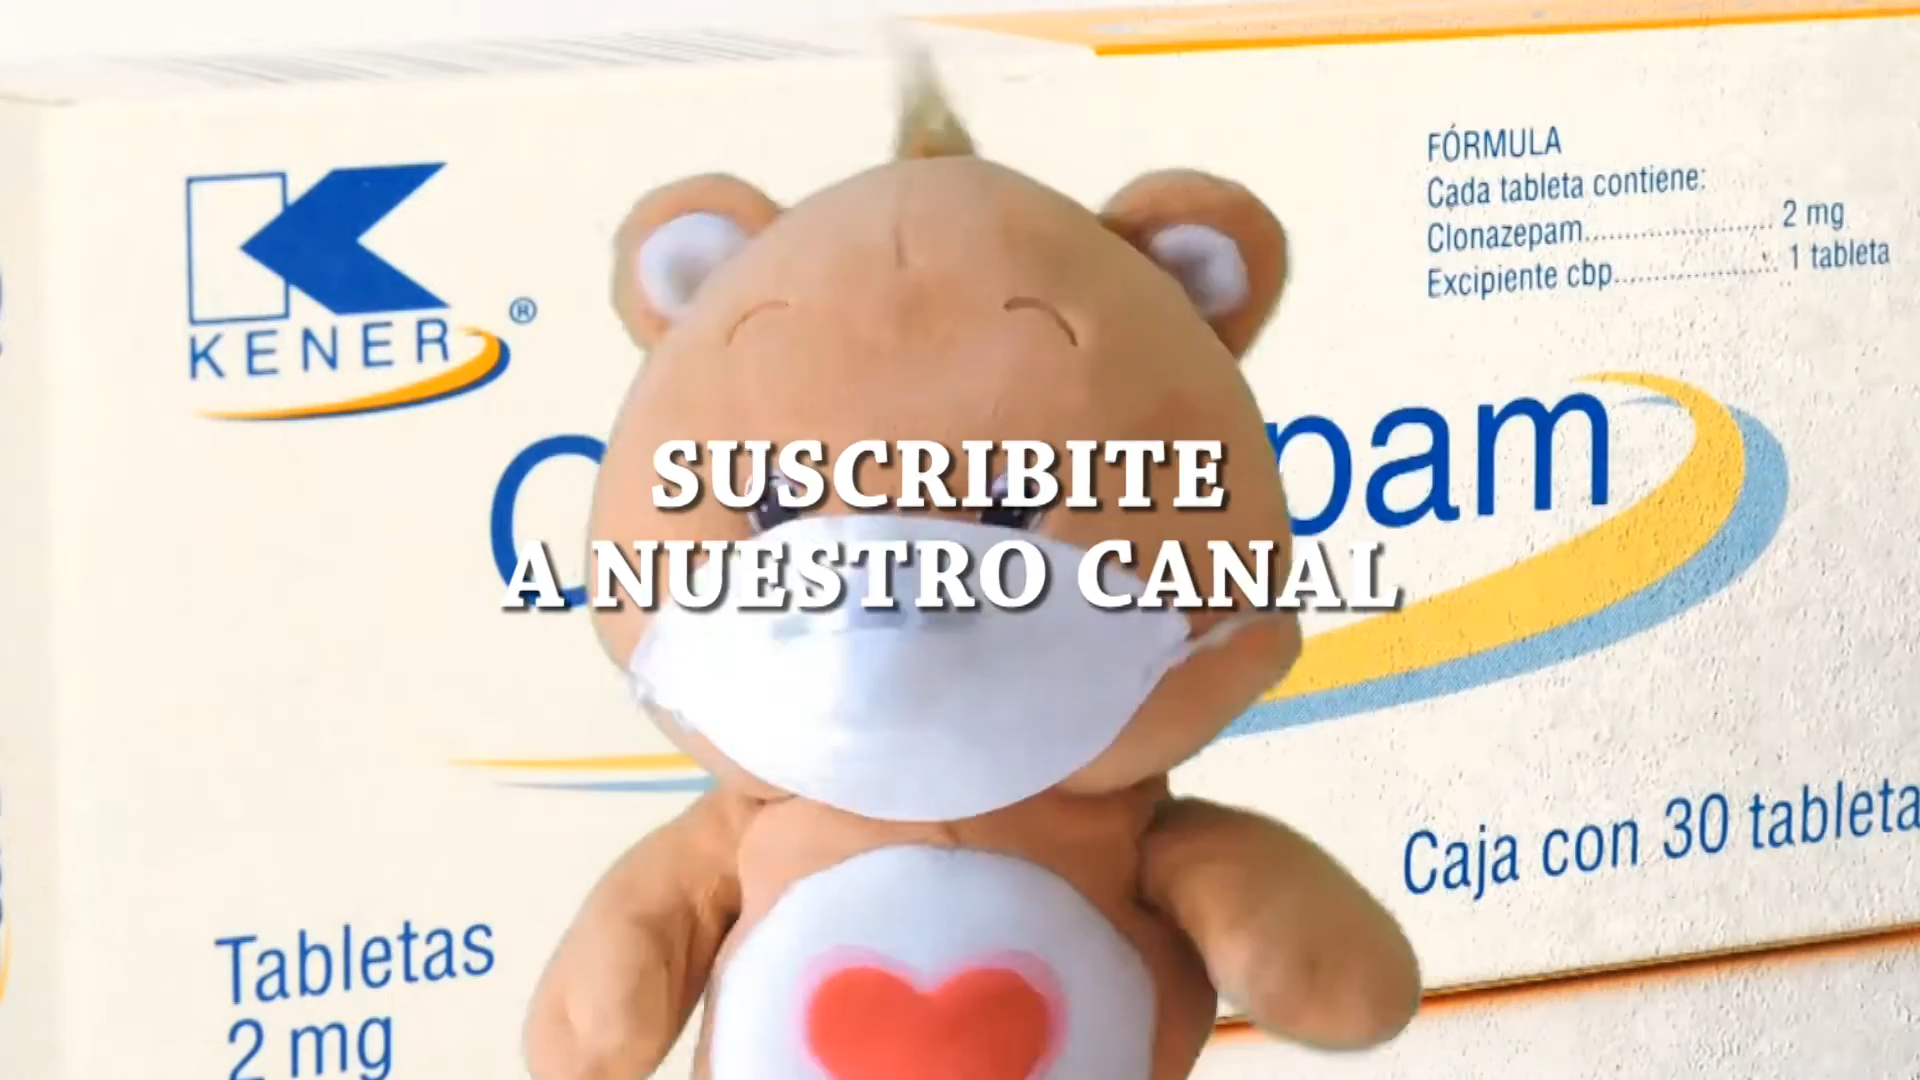 KENER®
FÓRMULA
Cada tableta contiene:
Clonazepam........................ 2 mg
Excipiente cbp.................... 1 tableta
SUSCRIBITE
A NUESTRO CANAL
Caja con 30 tableta
Tabletas
2 mg